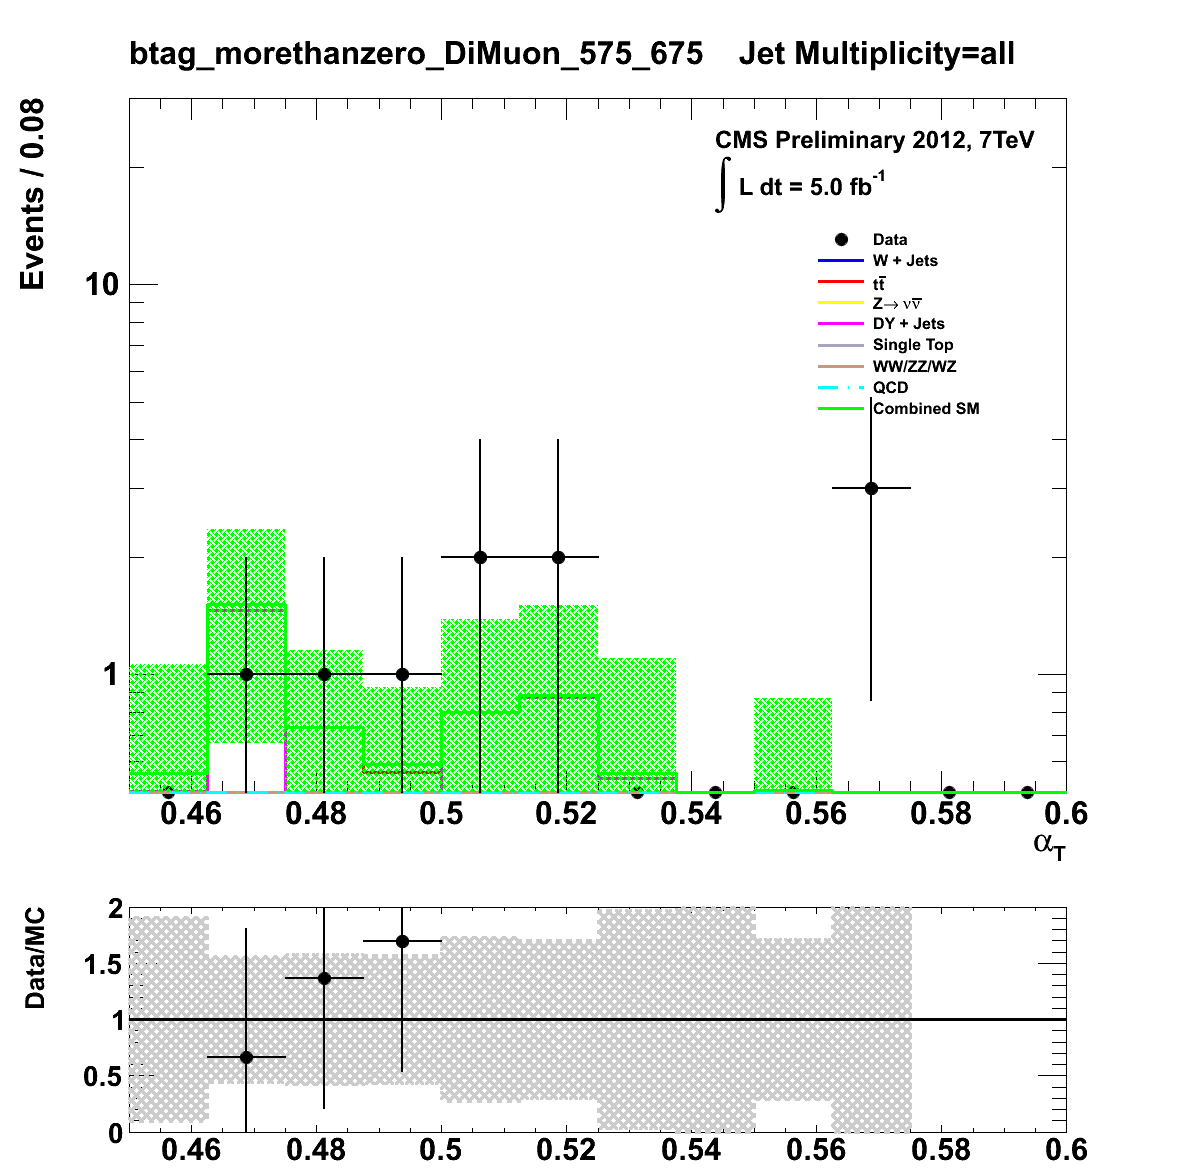 btag_morethanzero_DiMuon_575_675 Jet Multiplicity=all
Events / 0.08
CMS Preliminary 2012, 7TeV
∫ L dt = 5.0 fb⁻¹
Data
W + Jets
tt̅
Z→ νν̅
DY + Jets
Single Top
WW/ZZ/WZ
QCD
Combined SM
10
1
0.46 0.48 0.5 0.52 0.54 0.56 0.58 0.6
α_T
Data/MC
2
1.5
1
0.5
0
0.46 0.48 0.5 0.52 0.54 0.56 0.58 0.6